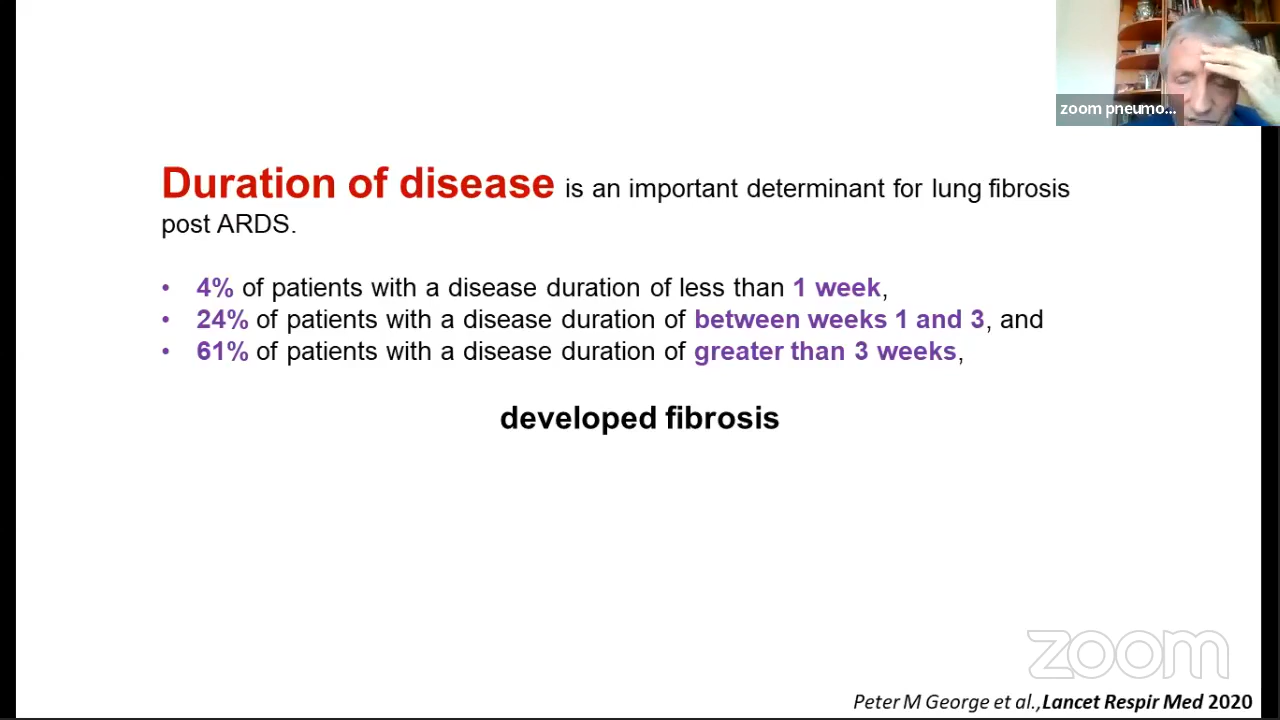 zoom pneumo...
Duration of disease is an important determinant for lung fibrosis
post ARDS.
• 4% of patients with a disease duration of less than 1 week,
• 24% of patients with a disease duration of between weeks 1 and 3, and
• 61% of patients with a disease duration of greater than 3 weeks,
developed fibrosis
zoom
Peter M George et al.,Lancet Respir Med 2020